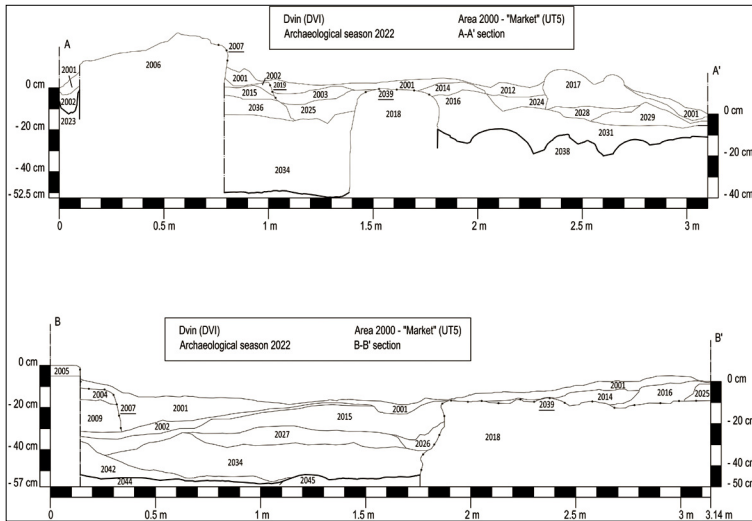 Dvin (DVI) Area 2000 - "Market" (UT5)
Archaeological season 2022 A-A' section
A A'
2007
2006
2001 2002
2001 2019 2001 2014 2012 2017
0 cm 2002 2015 2003 2039 2016 2024 2028 2029 2001 0 cm
2023 2036 2025 2018 2031
- 20 cm 2038 - 20 cm
- 40 cm 2034
- 52.5 cm - 40 cm
0 0.5 m 1 m 1.5 m 2 m 2.5 m 3 m
B B'
Dvin (DVI) Area 2000 - "Market" (UT5)
Archaeological season 2022 B-B' section
0 cm 2005 2001 0 cm
2004 2014 2016 2025
- 20 cm 2009 2007 2001 2015 2001 2039
2002 2027 2026 2018 - 20 cm
- 40 cm 2034 - 40 cm
2042
- 57 cm 2044 2045 - 50 cm
0 0.5 m 1 m 1.5 m 2 m 2.5 m 3 m 3.14 m